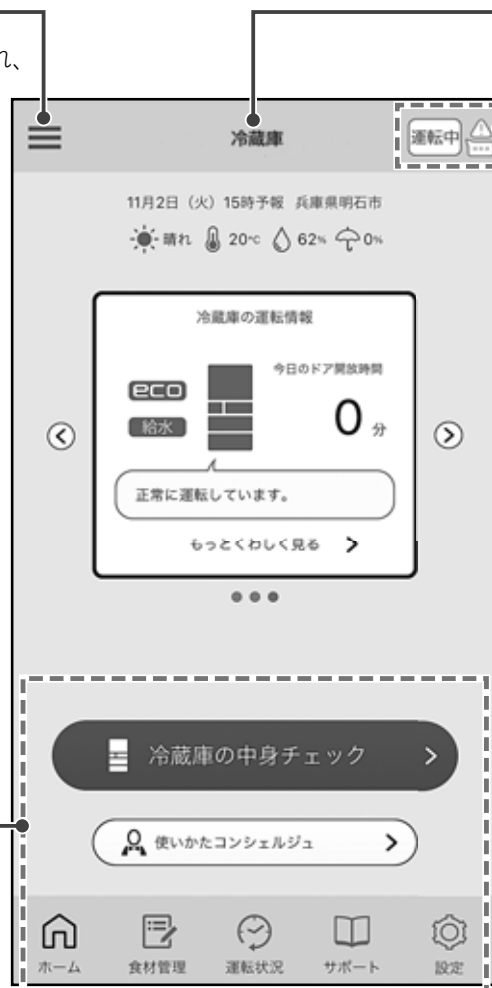 れ、
冷蔵庫
運転中
11月2日（火）15時予報 兵庫県明石市
晴れ 20℃ 62% 0%
冷蔵庫の運転情報
今日のドア開放時間
eco
給水
0分
正常に運転しています。
もっとくわしく見る
冷蔵庫の中身チェック
使いかたコンシェルジュ
ホーム 食材管理 運転状況 サポート 設定